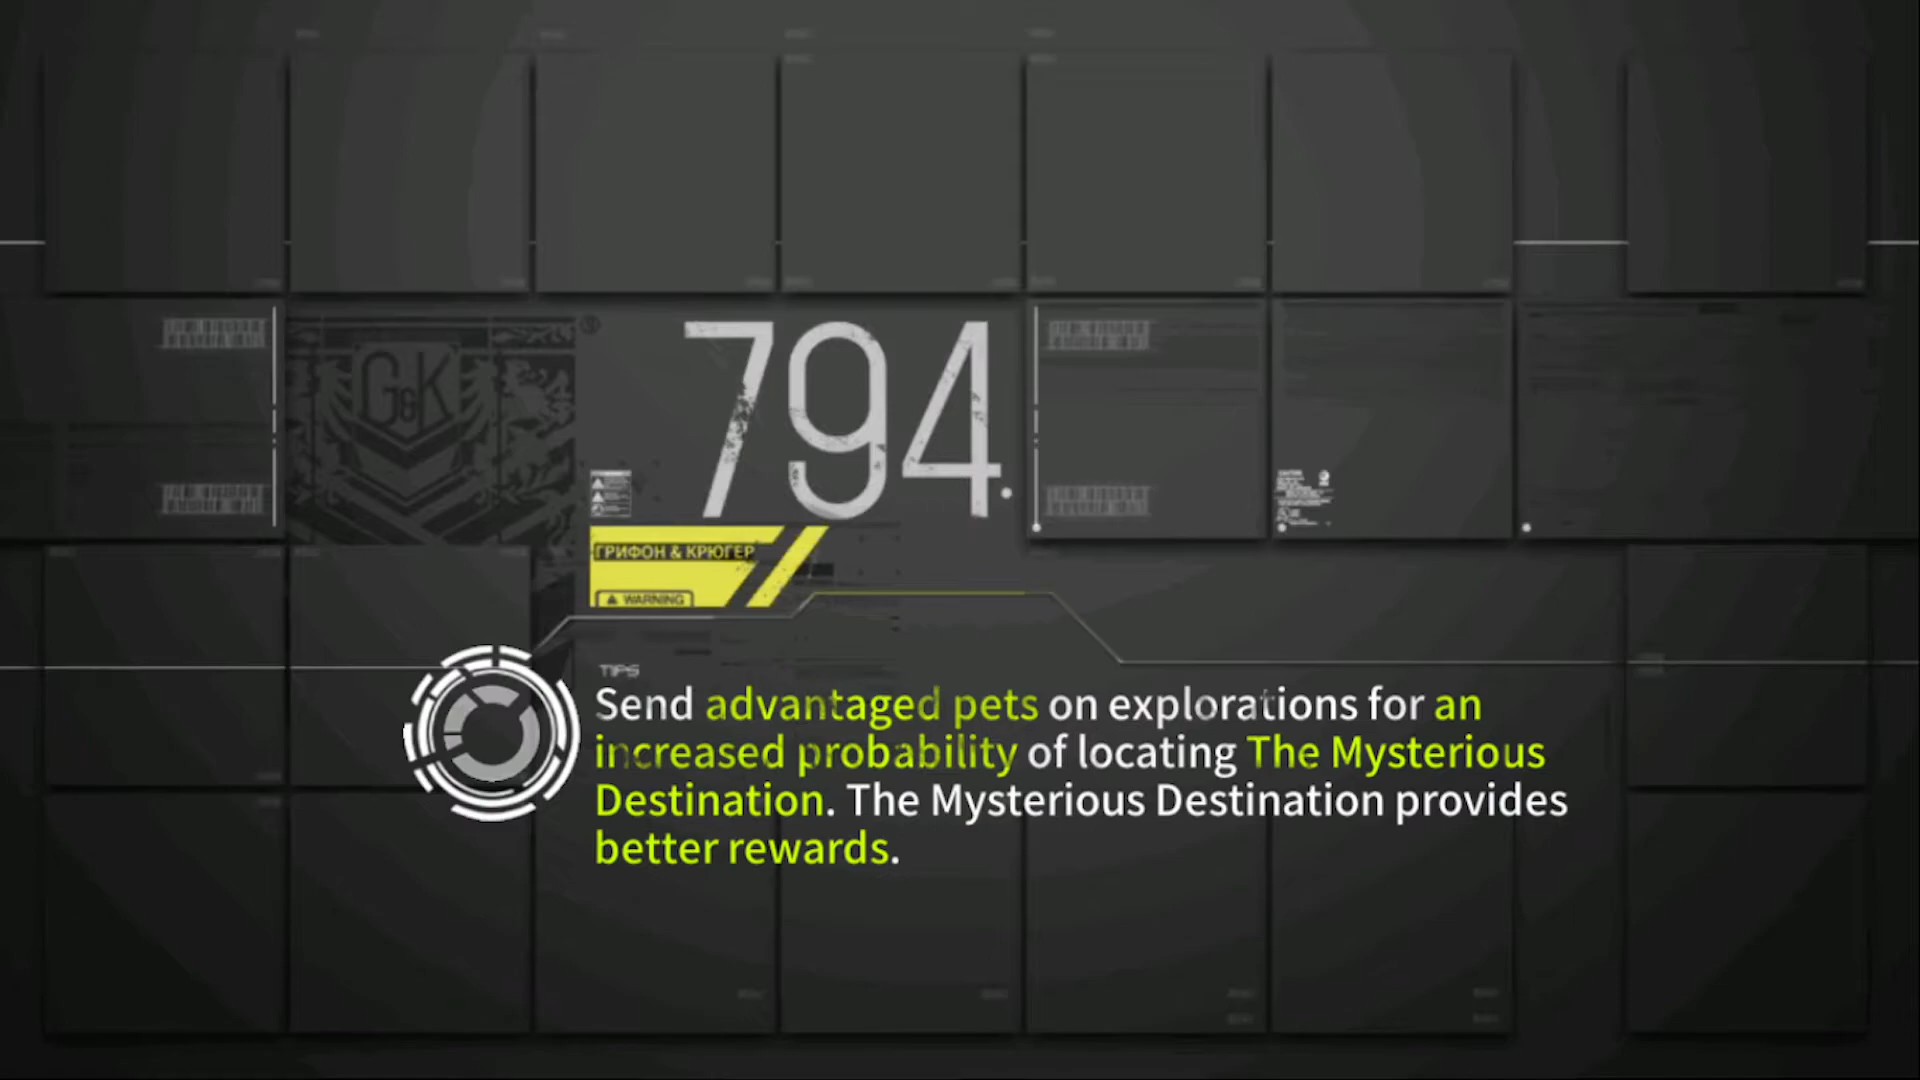 G&K
794
ГРИФОН & КРЮГЕР
WARNING
TIPS
Send advantaged pets on explorations for an
increased probability of locating The Mysterious
Destination. The Mysterious Destination provides
better rewards.